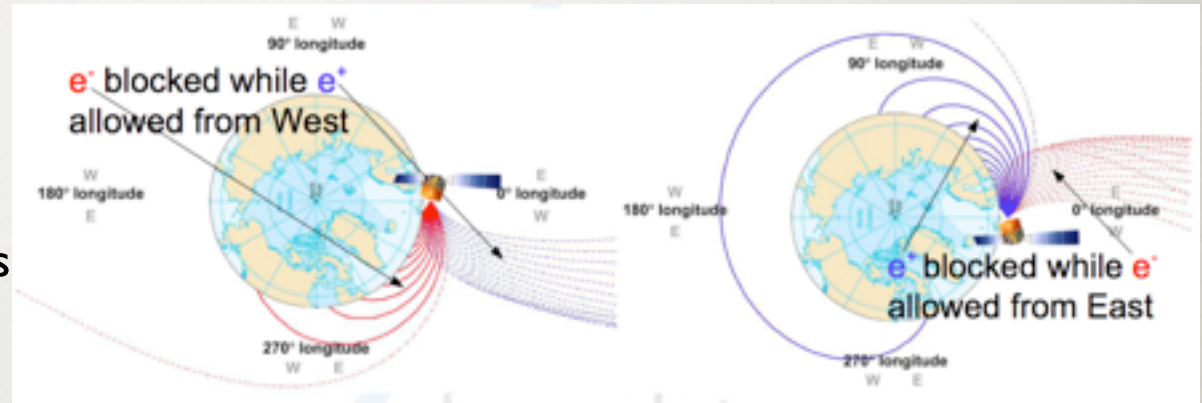 E W
90° longitude
e- blocked while e+
allowed from West
W
180° longitude
E
E
0° longitude
W
270° longitude
W E
s
E W
90° longitude
W
180° longitude
E
E
0° longitude
W
e+ blocked while e-
allowed from East
270° longitude
W E